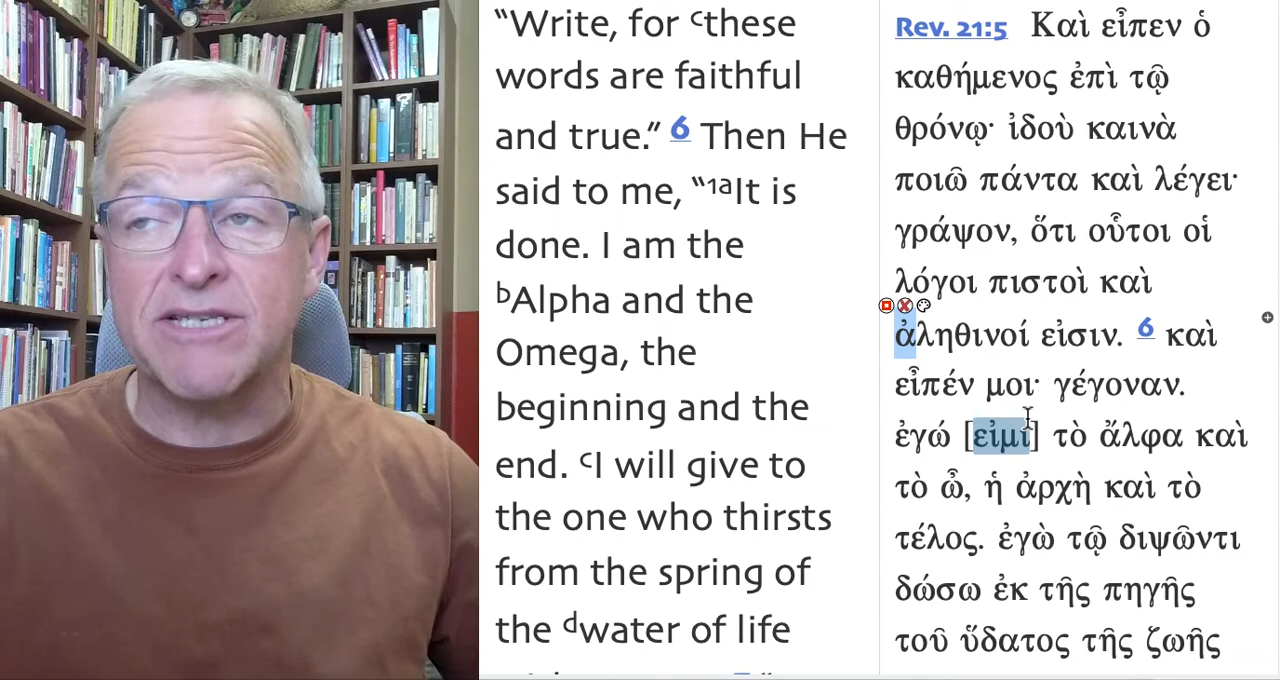 “Write, for ᶜthese
words are faithful
and true.” 6 Then He
said to me, “¹ᵃIt is
done. I am the
ᵇAlpha and the
Omega, the
beginning and the
end. ᶜI will give to
the one who thirsts
from the spring of
the ᵈwater of life
Rev. 21:5 Καὶ εἶπεν ὁ
καθήμενος ἐπὶ τῷ
θρόνῳ· ἰδοὺ καινὰ
ποιῶ πάντα καὶ λέγει·
γράψον, ὅτι οὗτοι οἱ
λόγοι πιστοὶ καὶ
ἀληθινοί εἰσιν. 6 καὶ
εἶπέν μοι· γέγοναν.
ἐγώ [εἰμι] τὸ ἄλφα καὶ
τὸ ὦ, ἡ ἀρχὴ καὶ τὸ
τέλος. ἐγὼ τῷ διψῶντι
δώσω ἐκ τῆς πηγῆς
τοῦ ὕδατος τῆς ζωῆς